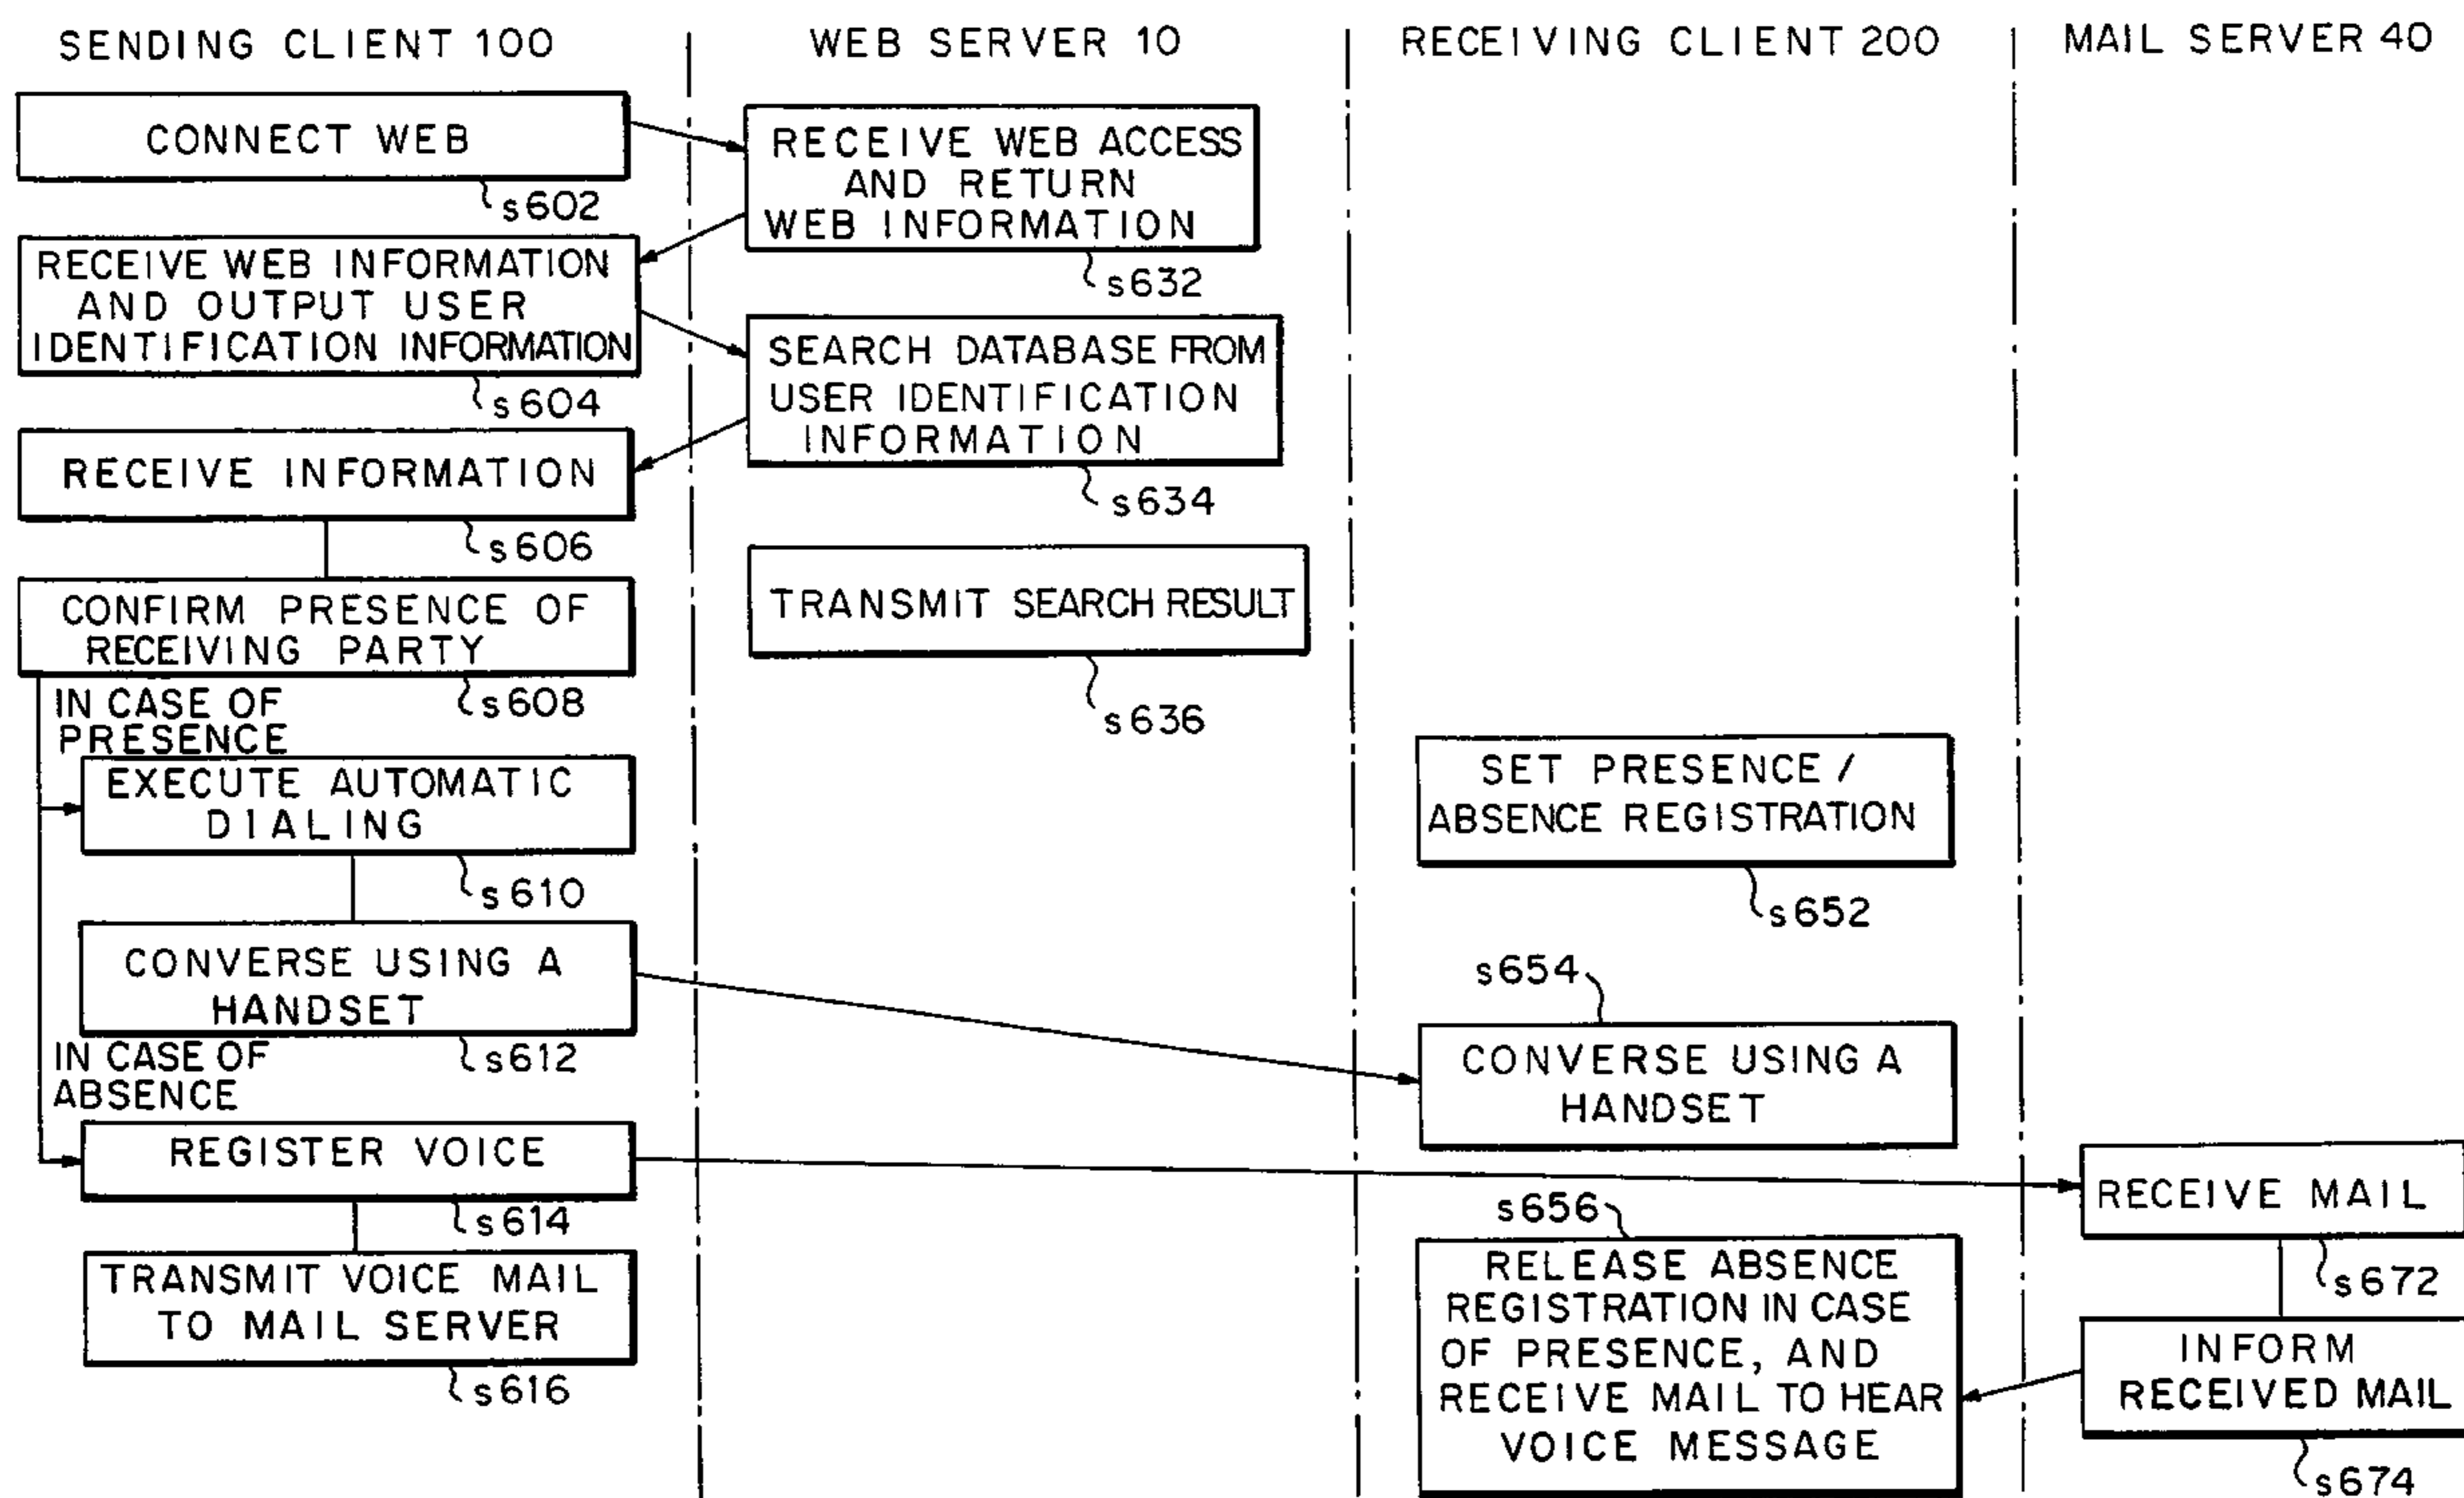 SENDING CLIENT 100
WEB SERVER 10
RECEIVING CLIENT 200
MAIL SERVER 40
CONNECT WEB
s602
RECEIVE WEB ACCESS
AND RETURN
WEB INFORMATION
s632
RECEIVE WEB INFORMATION
AND OUTPUT USER
IDENTIFICATION INFORMATION
s604
SEARCH DATABASE FROM
USER IDENTIFICATION
INFORMATION
s634
RECEIVE INFORMATION
s606
TRANSMIT SEARCH RESULT
s636
CONFIRM PRESENCE OF
RECEIVING PARTY
s608
IN CASE OF
PRESENCE
EXECUTE AUTOMATIC
DIALING
s610
SET PRESENCE /
ABSENCE REGISTRATION
s652
CONVERSE USING A
HANDSET
s612
s654
CONVERSE USING A
HANDSET
IN CASE OF
ABSENCE
REGISTER VOICE
s614
RECEIVE MAIL
s672
TRANSMIT VOICE MAIL
TO MAIL SERVER
s616
s656
RELEASE ABSENCE
REGISTRATION IN CASE
OF PRESENCE, AND
RECEIVE MAIL TO HEAR
VOICE MESSAGE
INFORM
RECEIVED MAIL
s674